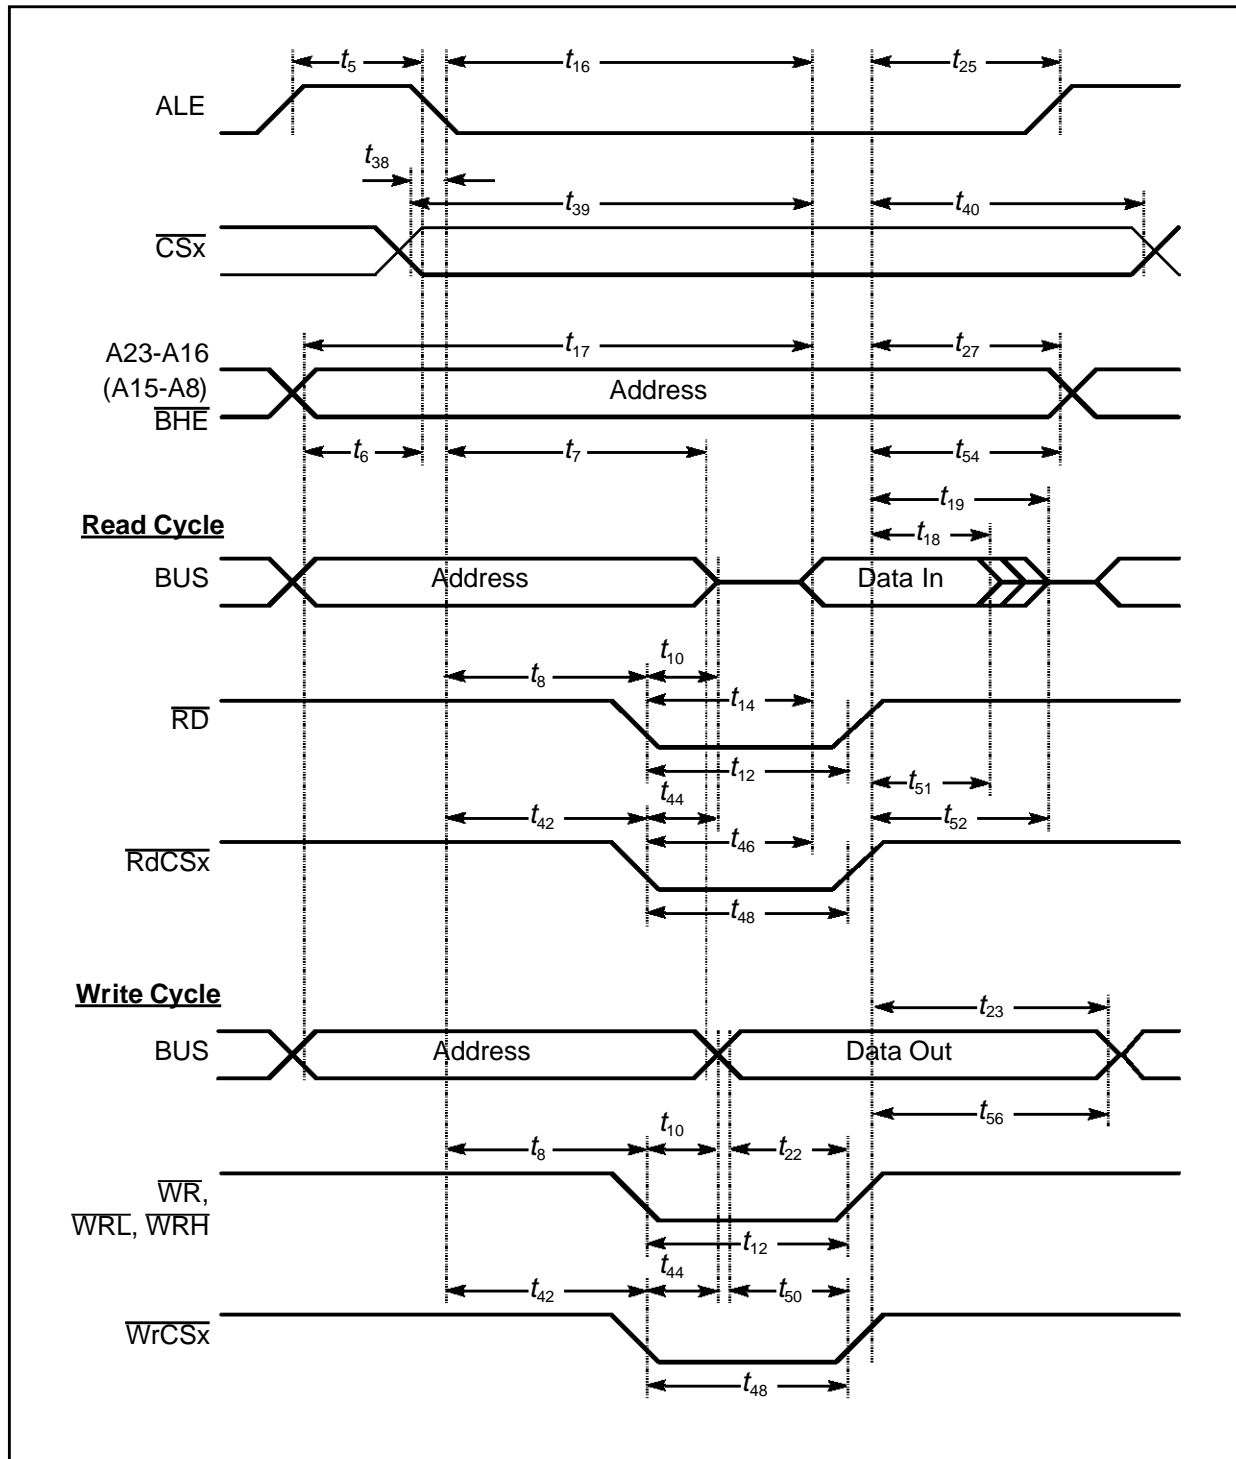 t5 t16 t25
ALE
t38
t39 t40
CSx
A23-A16 t17 t27
(A15-A8) Address
BHE
t6 t7 t54
t19
Read Cycle
t18
BUS Address Data In
t10
t8
t14
RD
t12
t51
t44
t42 t52
t46
RdCSx
t48
Write Cycle
t23
BUS Address Data Out
t56
t10
t8 t22
WR,
WRL, WRH
t12
t44
t42 t50
WrCSx
t48